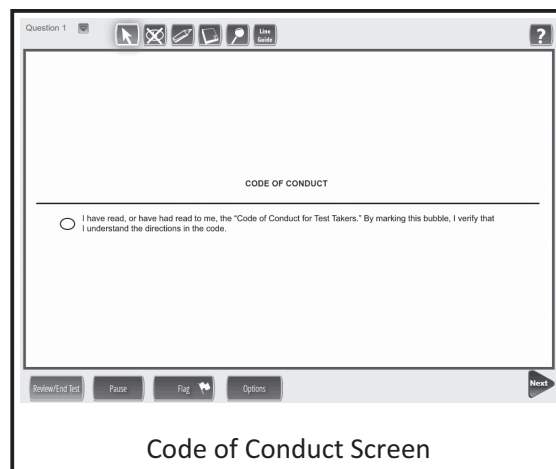 Question 1
Line
Guide
?
CODE OF CONDUCT
I have read, or have had read to me, the "Code of Conduct for Test Takers." By marking this bubble, I verify that
I understand the directions in the code.
Review/End Test
Pause
Flag
Options
Next
Code of Conduct Screen